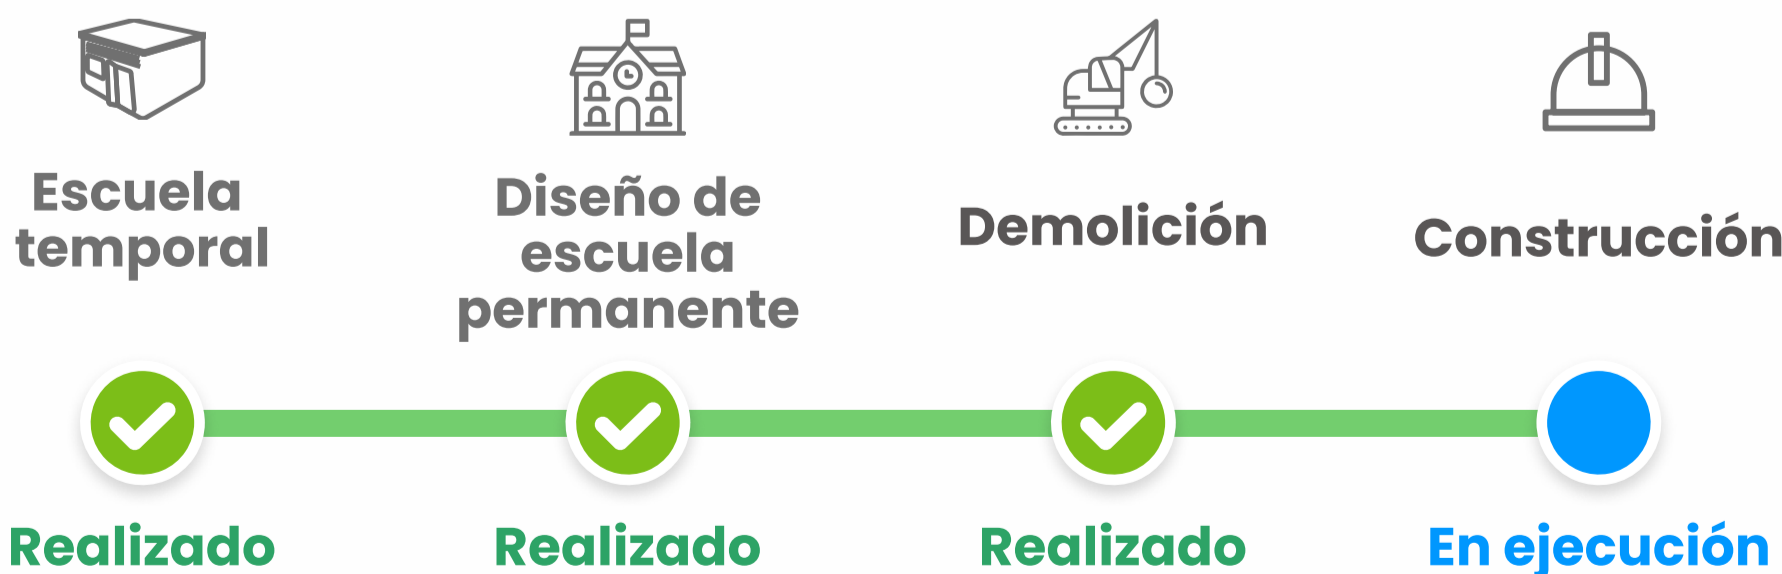 Escuela
temporal
Diseño de
escuela
permanente
Demolición
Construcción
Realizado
Realizado
Realizado
En ejecución